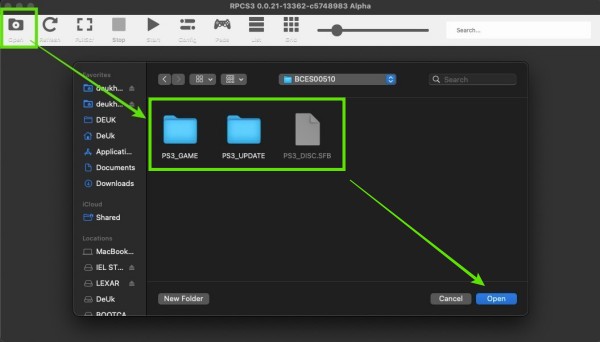 RPCS3 0.0.21-13362-c5748983 Alpha
Open Refresh FullScr Stop Start Config Pads List Grid
Search...
Favorites
deukh...
DEUK
DeUk
Applicati...
Documents
Downloads
iCloud
Shared
Locations
MacBook...
IEL ST...
LEXAR
DeUk
BOOTCA
BCES00510
Search
PS3_GAME PS3_UPDATE PS3_DISC.SFB
New Folder Cancel Open